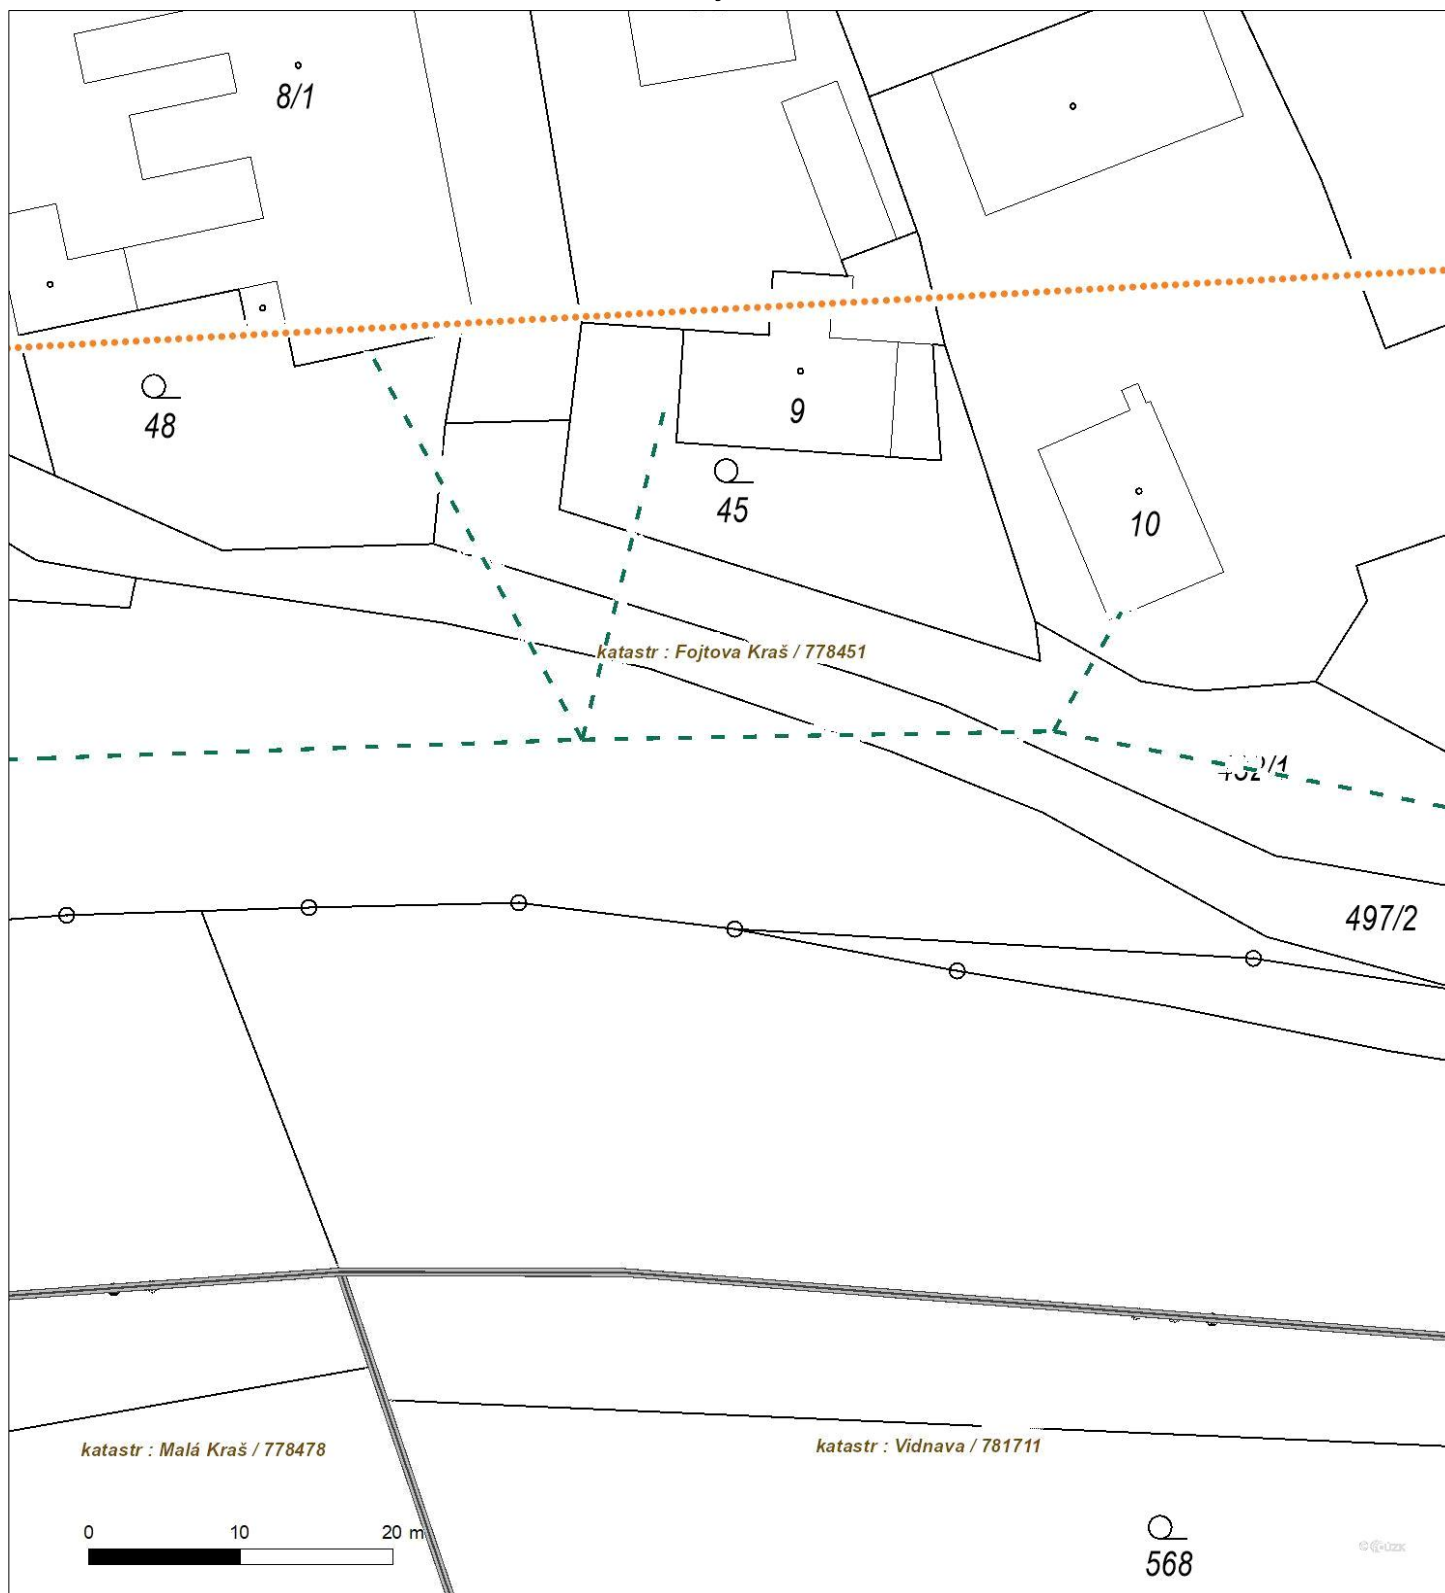 8/1
48
9
45
10
katastr : Fojtova Kraš / 778451
497/2
katastr : Malá Kraš / 778478
katastr : Vidnava / 781711
0 10 20 m
568